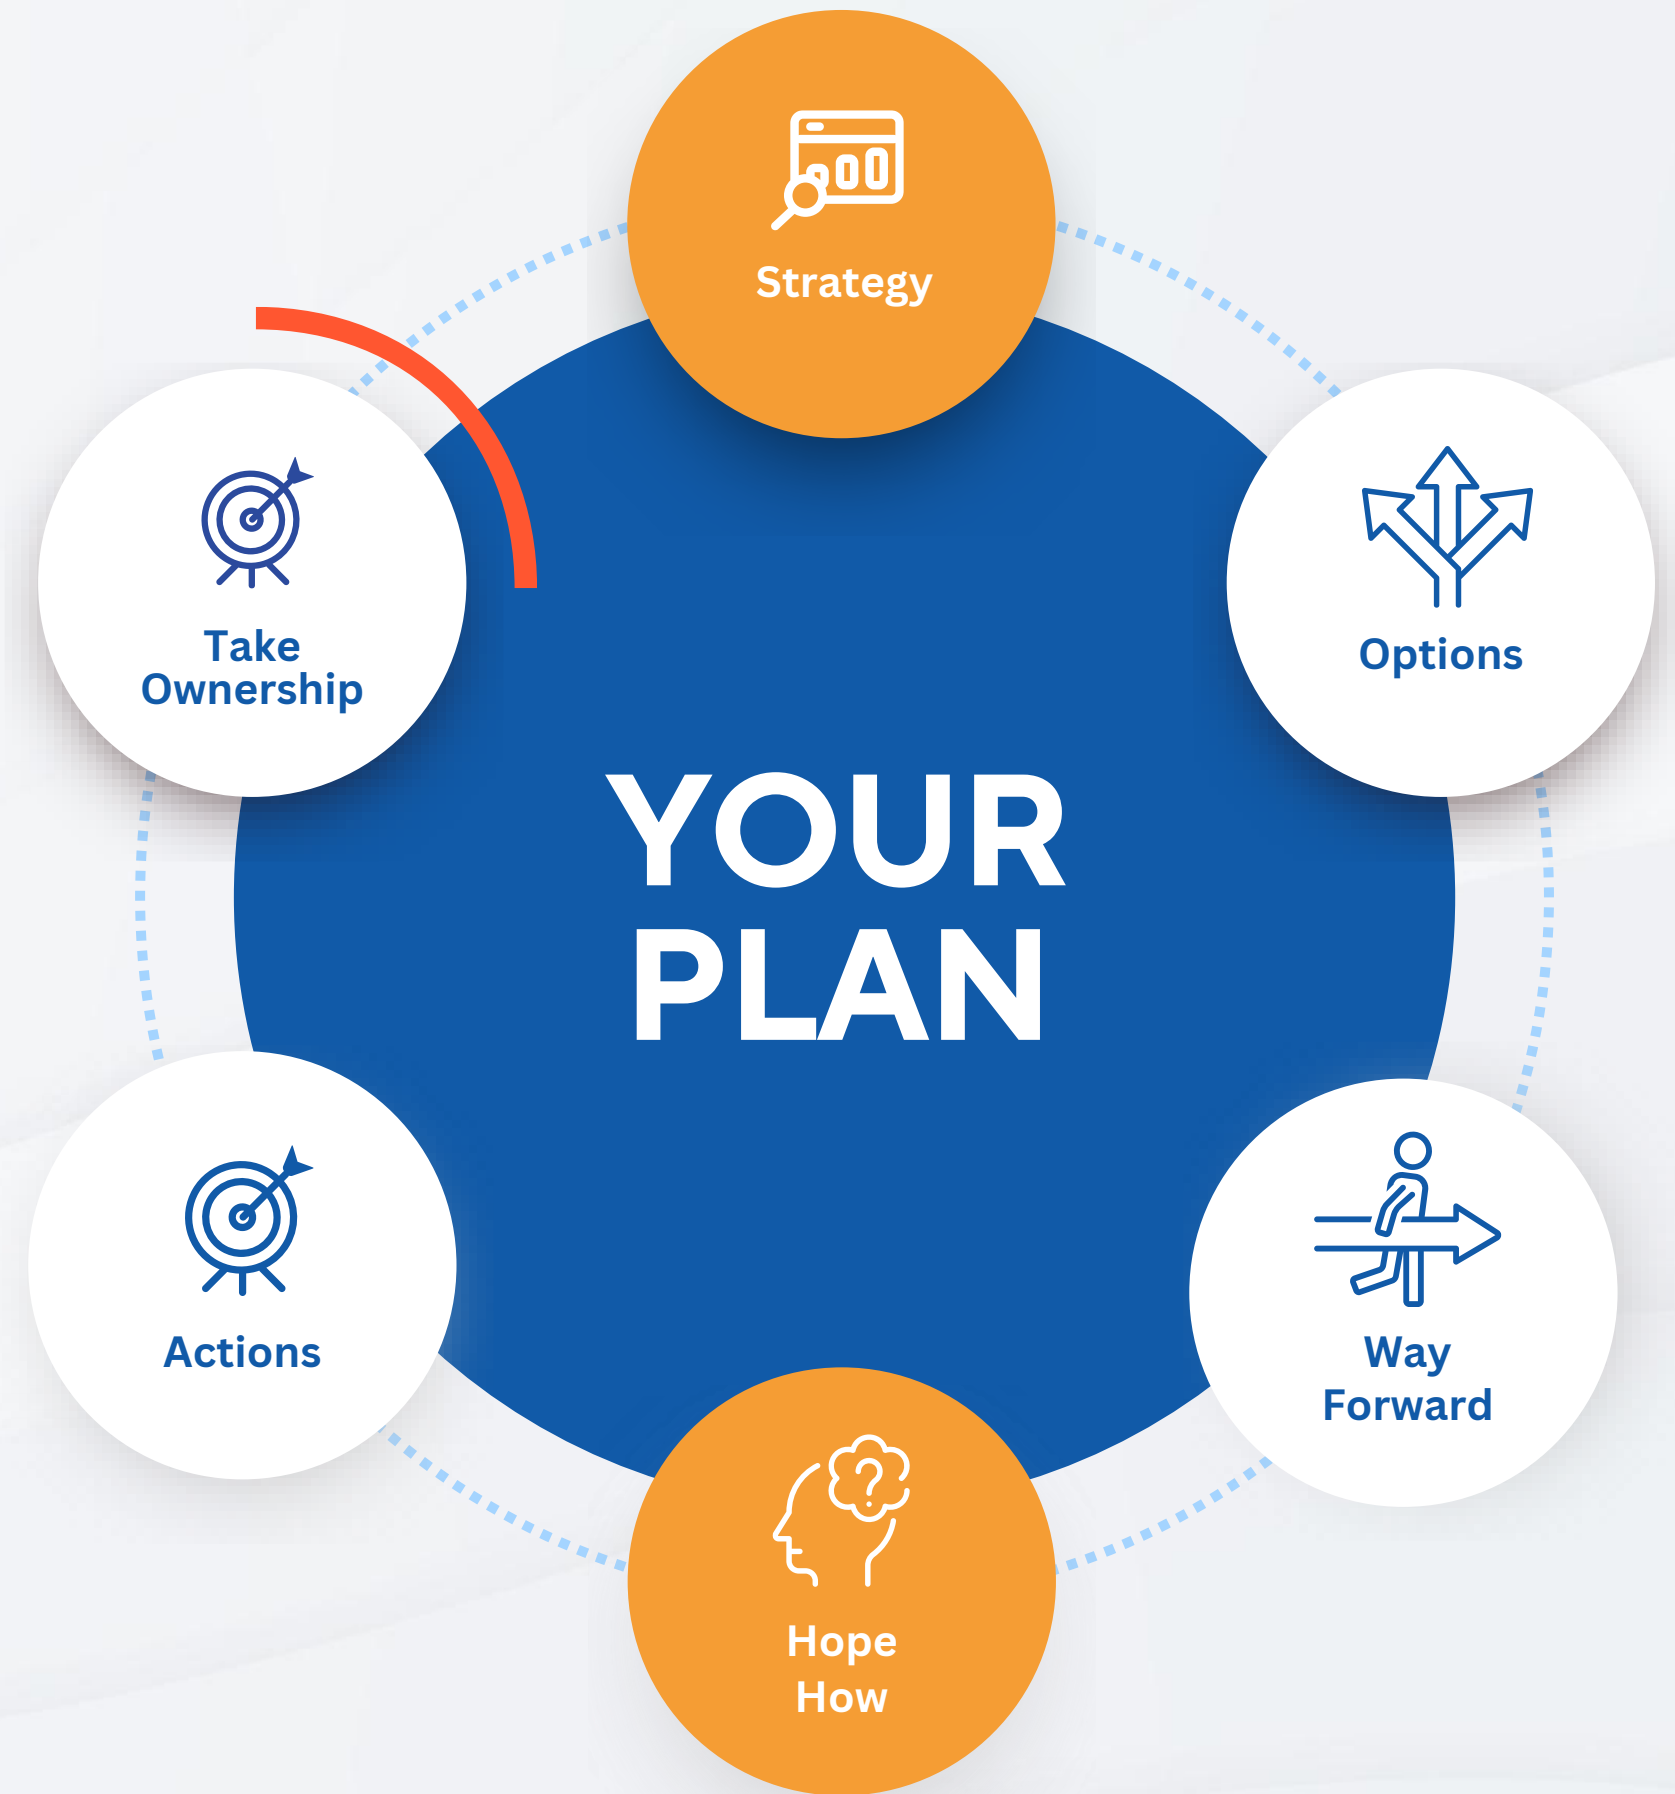 Strategy
Take
Ownership
Options
YOUR
PLAN
Actions
Way
Forward
Hope
How